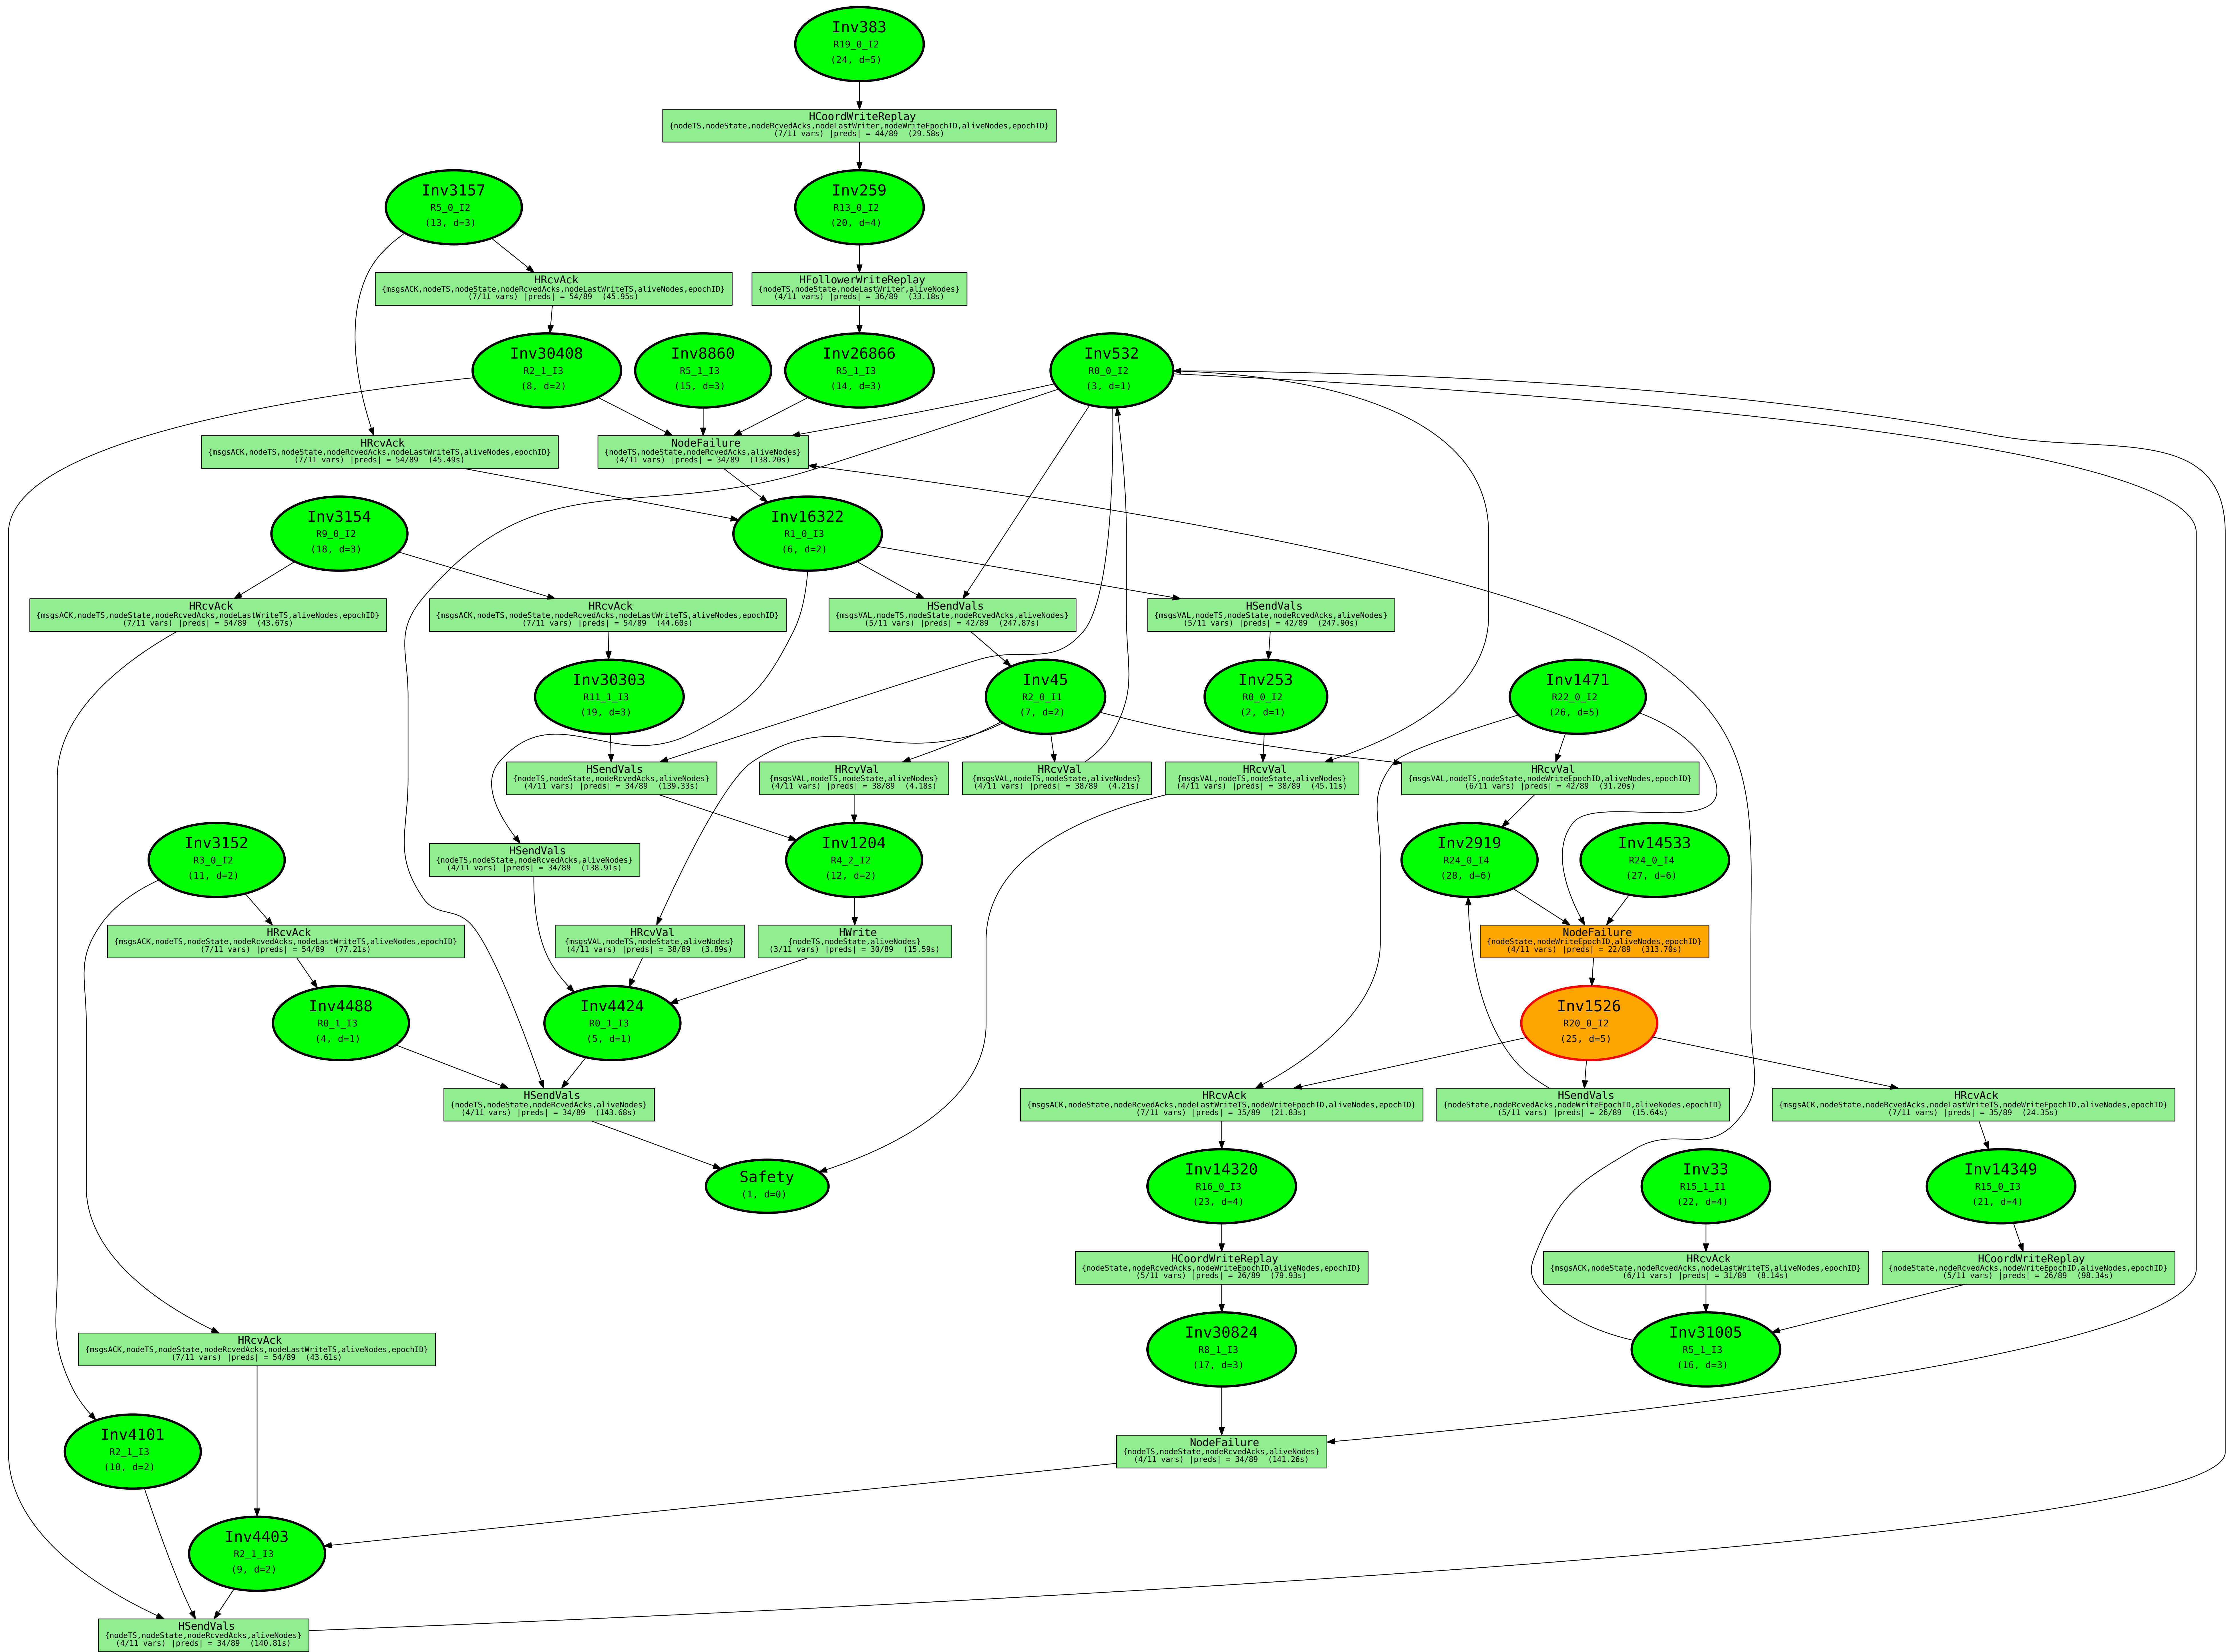 Inv383
R19_0_I2
(24, d=5)
HCoordWriteReplay
{nodeTS,nodeState,nodeRcvedAcks,nodeLastWriter,nodeWriteEpochID,aliveNodes,epochID}
(7/11 vars) |preds| = 44/89 (29.58s)
Inv3157
R5_0_I2
(13, d=3)
Inv259
R13_0_I2
(20, d=4)
HRcvAck
{msgsACK,nodeTS,nodeState,nodeRcvedAcks,nodeLastWriteTS,aliveNodes,epochID}
(7/11 vars) |preds| = 54/89 (45.95s)
HFollowerWriteReplay
{nodeTS,nodeState,nodeLastWriter,aliveNodes}
(4/11 vars) |preds| = 36/89 (33.18s)
Inv30408
R2_1_I3
(8, d=2)
Inv8860
R5_1_I3
(15, d=3)
Inv26866
R5_1_I3
(14, d=3)
Inv532
R0_0_I2
(3, d=1)
HRcvAck
{msgsACK,nodeTS,nodeState,nodeRcvedAcks,nodeLastWriteTS,aliveNodes,epochID}
(7/11 vars) |preds| = 54/89 (45.49s)
NodeFailure
{nodeTS,nodeState,nodeRcvedAcks,aliveNodes}
(4/11 vars) |preds| = 34/89 (138.20s)
Inv3154
R9_0_I2
(18, d=3)
Inv16322
R1_0_I3
(6, d=2)
HRcvAck
{msgsACK,nodeTS,nodeState,nodeRcvedAcks,nodeLastWriteTS,aliveNodes,epochID}
(7/11 vars) |preds| = 54/89 (43.67s)
HRcvAck
{msgsACK,nodeTS,nodeState,nodeRcvedAcks,nodeLastWriteTS,aliveNodes,epochID}
(7/11 vars) |preds| = 54/89 (44.60s)
HSendVals
{msgsVAL,nodeTS,nodeState,nodeRcvedAcks,aliveNodes}
(5/11 vars) |preds| = 42/89 (247.87s)
HSendVals
{msgsVAL,nodeTS,nodeState,nodeRcvedAcks,aliveNodes}
(5/11 vars) |preds| = 42/89 (247.90s)
Inv30303
R11_1_I3
(19, d=3)
Inv45
R2_0_I1
(7, d=2)
Inv253
R0_0_I2
(2, d=1)
Inv1471
R22_0_I2
(26, d=5)
HSendVals
{nodeTS,nodeState,nodeRcvedAcks,aliveNodes}
(4/11 vars) |preds| = 34/89 (139.33s)
HRcvVal
{msgsVAL,nodeTS,nodeState,aliveNodes}
(4/11 vars) |preds| = 38/89 (4.18s)
HRcvVal
{msgsVAL,nodeTS,nodeState,aliveNodes}
(4/11 vars) |preds| = 38/89 (4.21s)
HRcvVal
{msgsVAL,nodeTS,nodeState,aliveNodes}
(4/11 vars) |preds| = 38/89 (45.11s)
HRcvVal
{msgsVAL,nodeTS,nodeState,nodeWriteEpochID,aliveNodes,epochID}
(6/11 vars) |preds| = 42/89 (31.20s)
Inv3152
R3_0_I2
(11, d=2)
HSendVals
{nodeTS,nodeState,nodeRcvedAcks,aliveNodes}
(4/11 vars) |preds| = 34/89 (138.91s)
Inv1204
R4_2_I2
(12, d=2)
Inv2919
R24_0_I4
(28, d=6)
Inv14533
R24_0_I4
(27, d=6)
HRcvAck
{msgsACK,nodeTS,nodeState,nodeRcvedAcks,nodeLastWriteTS,aliveNodes,epochID}
(7/11 vars) |preds| = 54/89 (77.21s)
HRcvVal
{msgsVAL,nodeTS,nodeState,aliveNodes}
(4/11 vars) |preds| = 38/89 (3.89s)
HWrite
{nodeTS,nodeState,aliveNodes}
(3/11 vars) |preds| = 30/89 (15.59s)
NodeFailure
{nodeState,nodeWriteEpochID,aliveNodes,epochID}
(4/11 vars) |preds| = 22/89 (313.70s)
Inv4488
R0_1_I3
(4, d=1)
Inv4424
R0_1_I3
(5, d=1)
Inv1526
R20_0_I2
(25, d=5)
HSendVals
{nodeTS,nodeState,nodeRcvedAcks,aliveNodes}
(4/11 vars) |preds| = 34/89 (143.68s)
HRcvAck
{msgsACK,nodeState,nodeRcvedAcks,nodeLastWriteTS,nodeWriteEpochID,aliveNodes,epochID}
(7/11 vars) |preds| = 35/89 (21.83s)
HSendVals
{nodeState,nodeRcvedAcks,nodeWriteEpochID,aliveNodes,epochID}
(5/11 vars) |preds| = 26/89 (15.64s)
HRcvAck
{msgsACK,nodeState,nodeRcvedAcks,nodeLastWriteTS,nodeWriteEpochID,aliveNodes,epochID}
(7/11 vars) |preds| = 35/89 (24.35s)
Safety
(1, d=0)
Inv14320
R16_0_I3
(23, d=4)
Inv33
R15_1_I1
(22, d=4)
Inv14349
R15_0_I3
(21, d=4)
HCoordWriteReplay
{nodeState,nodeRcvedAcks,nodeWriteEpochID,aliveNodes,epochID}
(5/11 vars) |preds| = 26/89 (79.93s)
HRcvAck
{msgsACK,nodeState,nodeRcvedAcks,nodeLastWriteTS,aliveNodes,epochID}
(6/11 vars) |preds| = 31/89 (8.14s)
HCoordWriteReplay
{nodeState,nodeRcvedAcks,nodeWriteEpochID,aliveNodes,epochID}
(5/11 vars) |preds| = 26/89 (98.34s)
HRcvAck
{msgsACK,nodeTS,nodeState,nodeRcvedAcks,nodeLastWriteTS,aliveNodes,epochID}
(7/11 vars) |preds| = 54/89 (43.61s)
Inv30824
R8_1_I3
(17, d=3)
Inv31005
R5_1_I3
(16, d=3)
Inv4101
R2_1_I3
(10, d=2)
NodeFailure
{nodeTS,nodeState,nodeRcvedAcks,aliveNodes}
(4/11 vars) |preds| = 34/89 (141.26s)
Inv4403
R2_1_I3
(9, d=2)
HSendVals
{nodeTS,nodeState,nodeRcvedAcks,aliveNodes}
(4/11 vars) |preds| = 34/89 (140.81s)